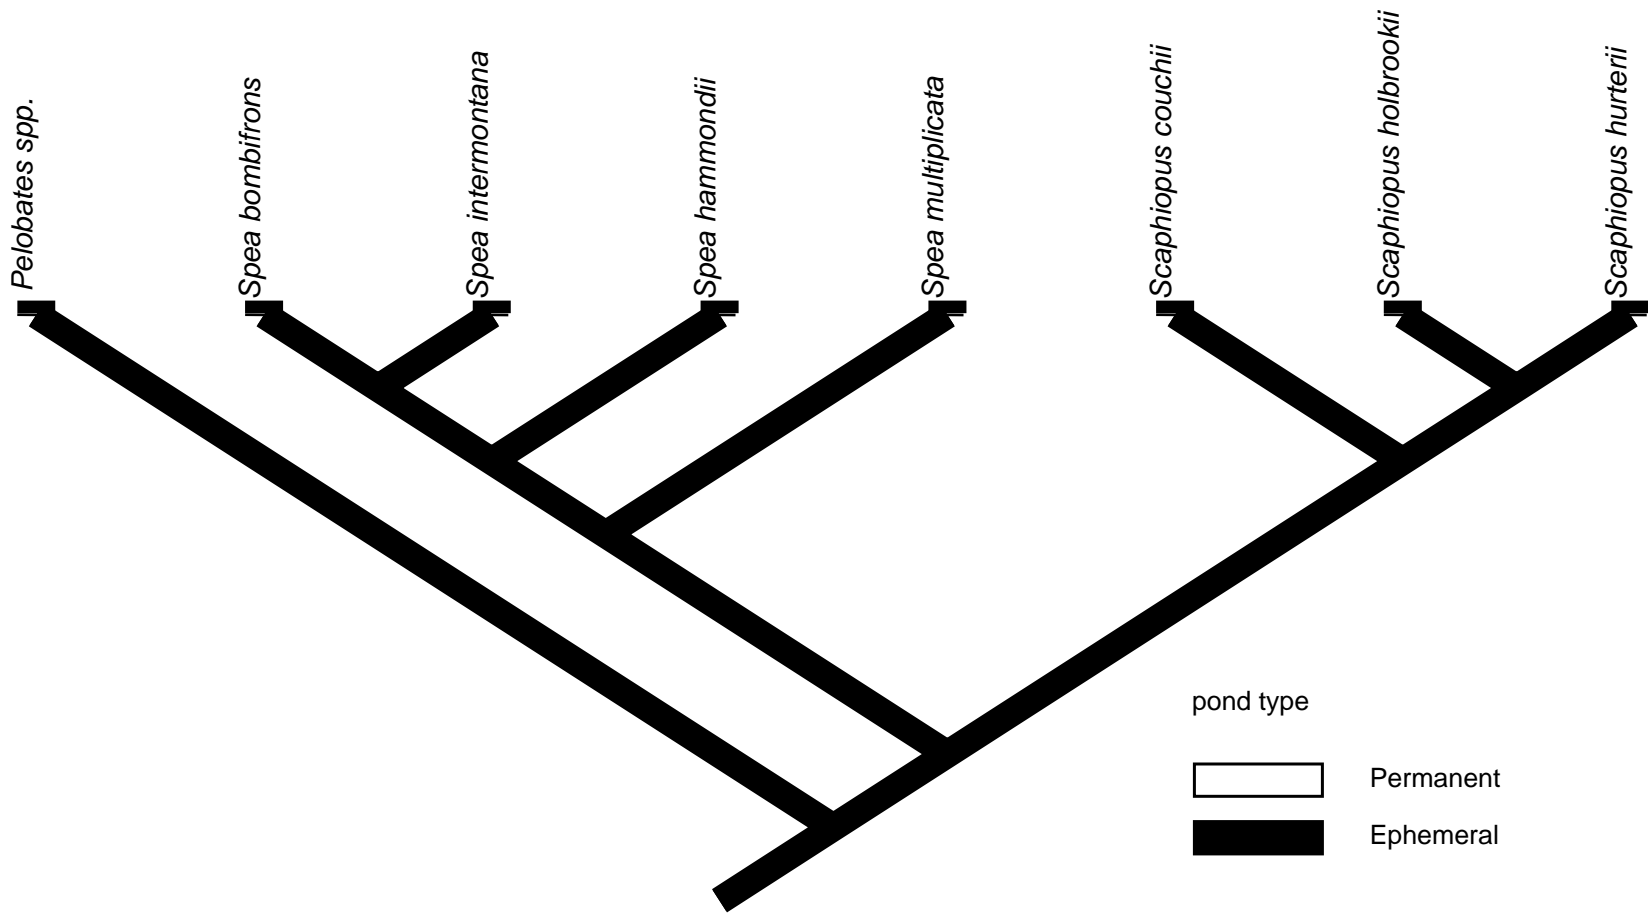 Pelobates spp.
Spea bombifrons
Spea intermontana
Spea hammondii
Spea multiplicata
Scaphiopus couchii
Scaphiopus holbrookii
Scaphiopus hurterii
pond type
Permanent
Ephemeral